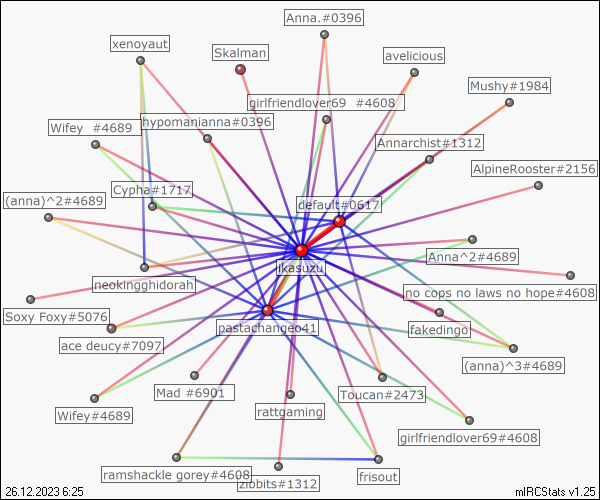 Anna.#0396
xenoyaut
Skalman
avelicious
Mushy#1984
girlfriendlover69 #4608
Wifey #4689
hypomanianna#0396
Annarchist#1312
AlpineRooster#2156
Cypha#1717
(anna)^2#4689
default#0617
Anna^2#4689
ikasuzu
neokingghidorah
no cops no laws no hope#4608
Soxy Foxy#5076
pastachangeo41
fakedingo
ace deucy#7097
(anna)^3#4689
Mad #6901
Toucan#2473
rattgaming
Wifey#4689
girlfriendlover69#4608
ramshackle gorey#4608
zibbits#1312
frisout
26.12.2023 6:25
mIRCStats v1.25